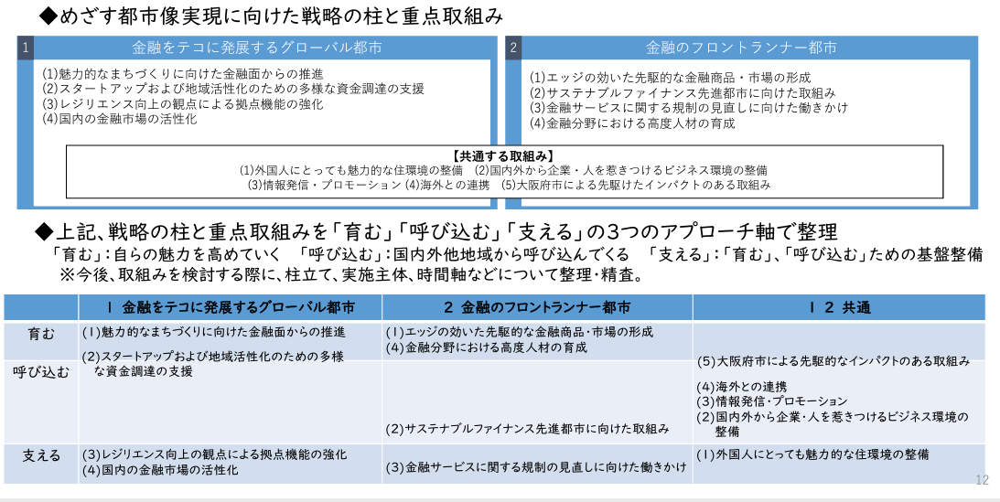 ◆めざす都市像実現に向けた戦略の柱と重点取組み
1 金融をテコに発展するグローバル都市
(1)魅力的なまちづくりに向けた金融面からの推進
(2)スタートアップおよび地域活性化のための多様な資金調達の支援
(3)レジリエンス向上の観点による拠点機能の強化
(4)国内の金融市場の活性化
2 金融のフロントランナー都市
(1)エッジの効いた先駆的な金融商品・市場の形成
(2)サステナブルファイナンス先進都市に向けた取組み
(3)金融サービスに関する規制の見直しに向けた働きかけ
(4)金融分野における高度人材の育成
【共通する取組み】
(1)外国人にとっても魅力的な住環境の整備 (2)国内外から企業・人を惹きつけるビジネス環境の整備
(3)情報発信・プロモーション (4)海外との連携 (5)大阪府市による先駆けたインパクトのある取組み
◆上記、戦略の柱と重点取組みを「育む」「呼び込む」「支える」の3つのアプローチ軸で整理
「育む」：自らの魅力を高めていく 「呼び込む」：国内外他地域から呼び込んでくる 「支える」：「育む」、「呼び込む」ための基盤整備
※今後、取組みを検討する際に、柱立て、実施主体、時間軸などについて整理・精査。
1 金融をテコに発展するグローバル都市
2 金融のフロントランナー都市
1 2 共通
育む
(1)魅力的なまちづくりに向けた金融面からの推進
(2)スタートアップおよび地域活性化のための多様
な資金調達の支援
(1)エッジの効いた先駆的な金融商品・市場の形成
(4)金融分野における高度人材の育成
(5)大阪府市による先駆的なインパクトのある取組み
呼び込む
(2)サステナブルファイナンス先進都市に向けた取組み
(4)海外との連携
(3)情報発信・プロモーション
(2)国内外から企業・人を惹きつけるビジネス環境の
整備
支える
(3)レジリエンス向上の観点による拠点機能の強化
(4)国内の金融市場の活性化
(3)金融サービスに関する規制の見直しに向けた働きかけ
(1)外国人にとっても魅力的な住環境の整備
12